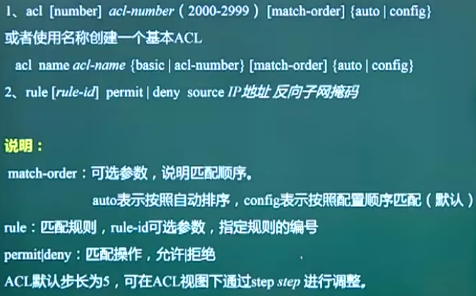 1、acl [number] acl-number（2000-2999）[match-order] {auto | config}
或者使用名称创建一个基本ACL
acl name acl-name {basic | acl-number} [match-order] {auto | config}
2、rule [rule-id] permit | deny source IP地址 反向子网掩码
说明：
match-order：可选参数，说明匹配顺序。
auto表示按照自动排序，config表示按照配置顺序匹配（默认）
rule：匹配规则，rule-id可选参数，指定规则的编号
permit|deny：匹配操作，允许|拒绝
ACL默认步长为5，可在ACL视图下通过step step 进行调整。